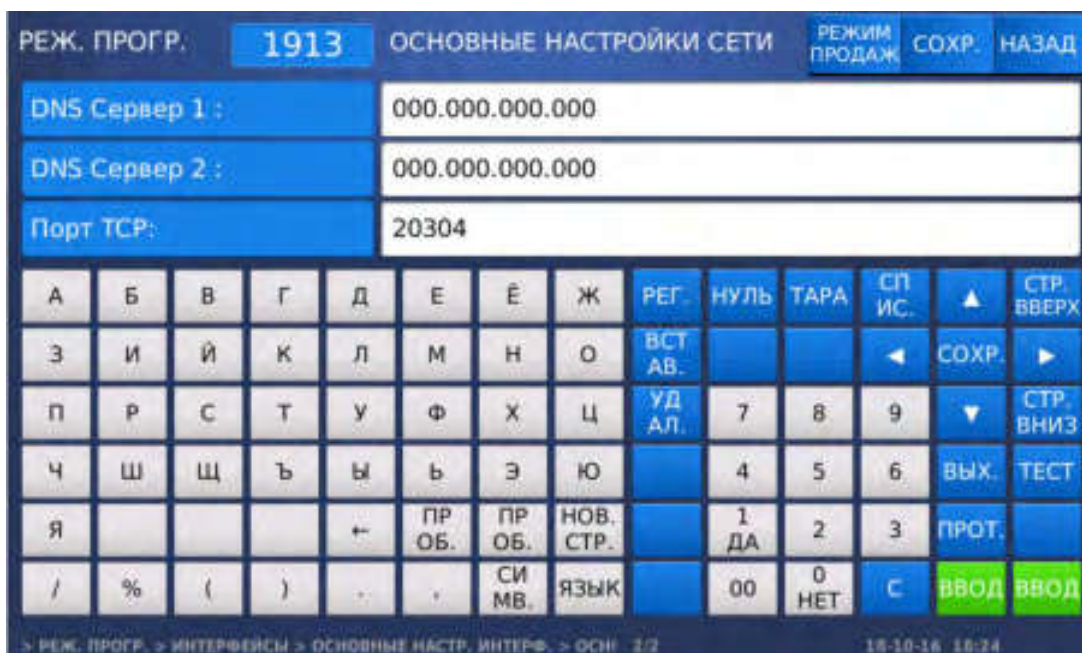 РЕЖ. ПРОГР. 1913 ОСНОВНЫЕ НАСТРОЙКИ СЕТИ РЕЖИМ ПРОДАЖ СОХР. НАЗАД
DNS Сервер 1 : 000.000.000.000
DNS Сервер 2 : 000.000.000.000
Порт TCP: 20304
А Б В Г Д Е Ё Ж РЕГ. НУЛЬ ТАРА СП ИС. ▲ СТР. ВВЕРХ
З И Й К Л М Н О ВСТ АВ. ◄ СОХР. ►
П Р С Т У Ф Х Ц УД АЛ. 7 8 9 ▼ СТР. ВНИЗ
Ч Ш Щ Ъ Ы Ь Э Ю 4 5 6 ВЫХ. ТЕСТ
Я ← ПР ОБ. ПР ОБ. НОВ. СТР. 1 ДА 2 3 ПРОТ.
/ % ( ) . , СИ МВ. ЯЗЫК 00 0 НЕТ C ВВОД ВВОД
> РЕЖ. ПРОГР. > ИНТЕРФЕЙСЫ > ОСНОВНЫЕ НАСТР. ИНТЕРФ. > ОСН! 2/2 18-10-16 16:24